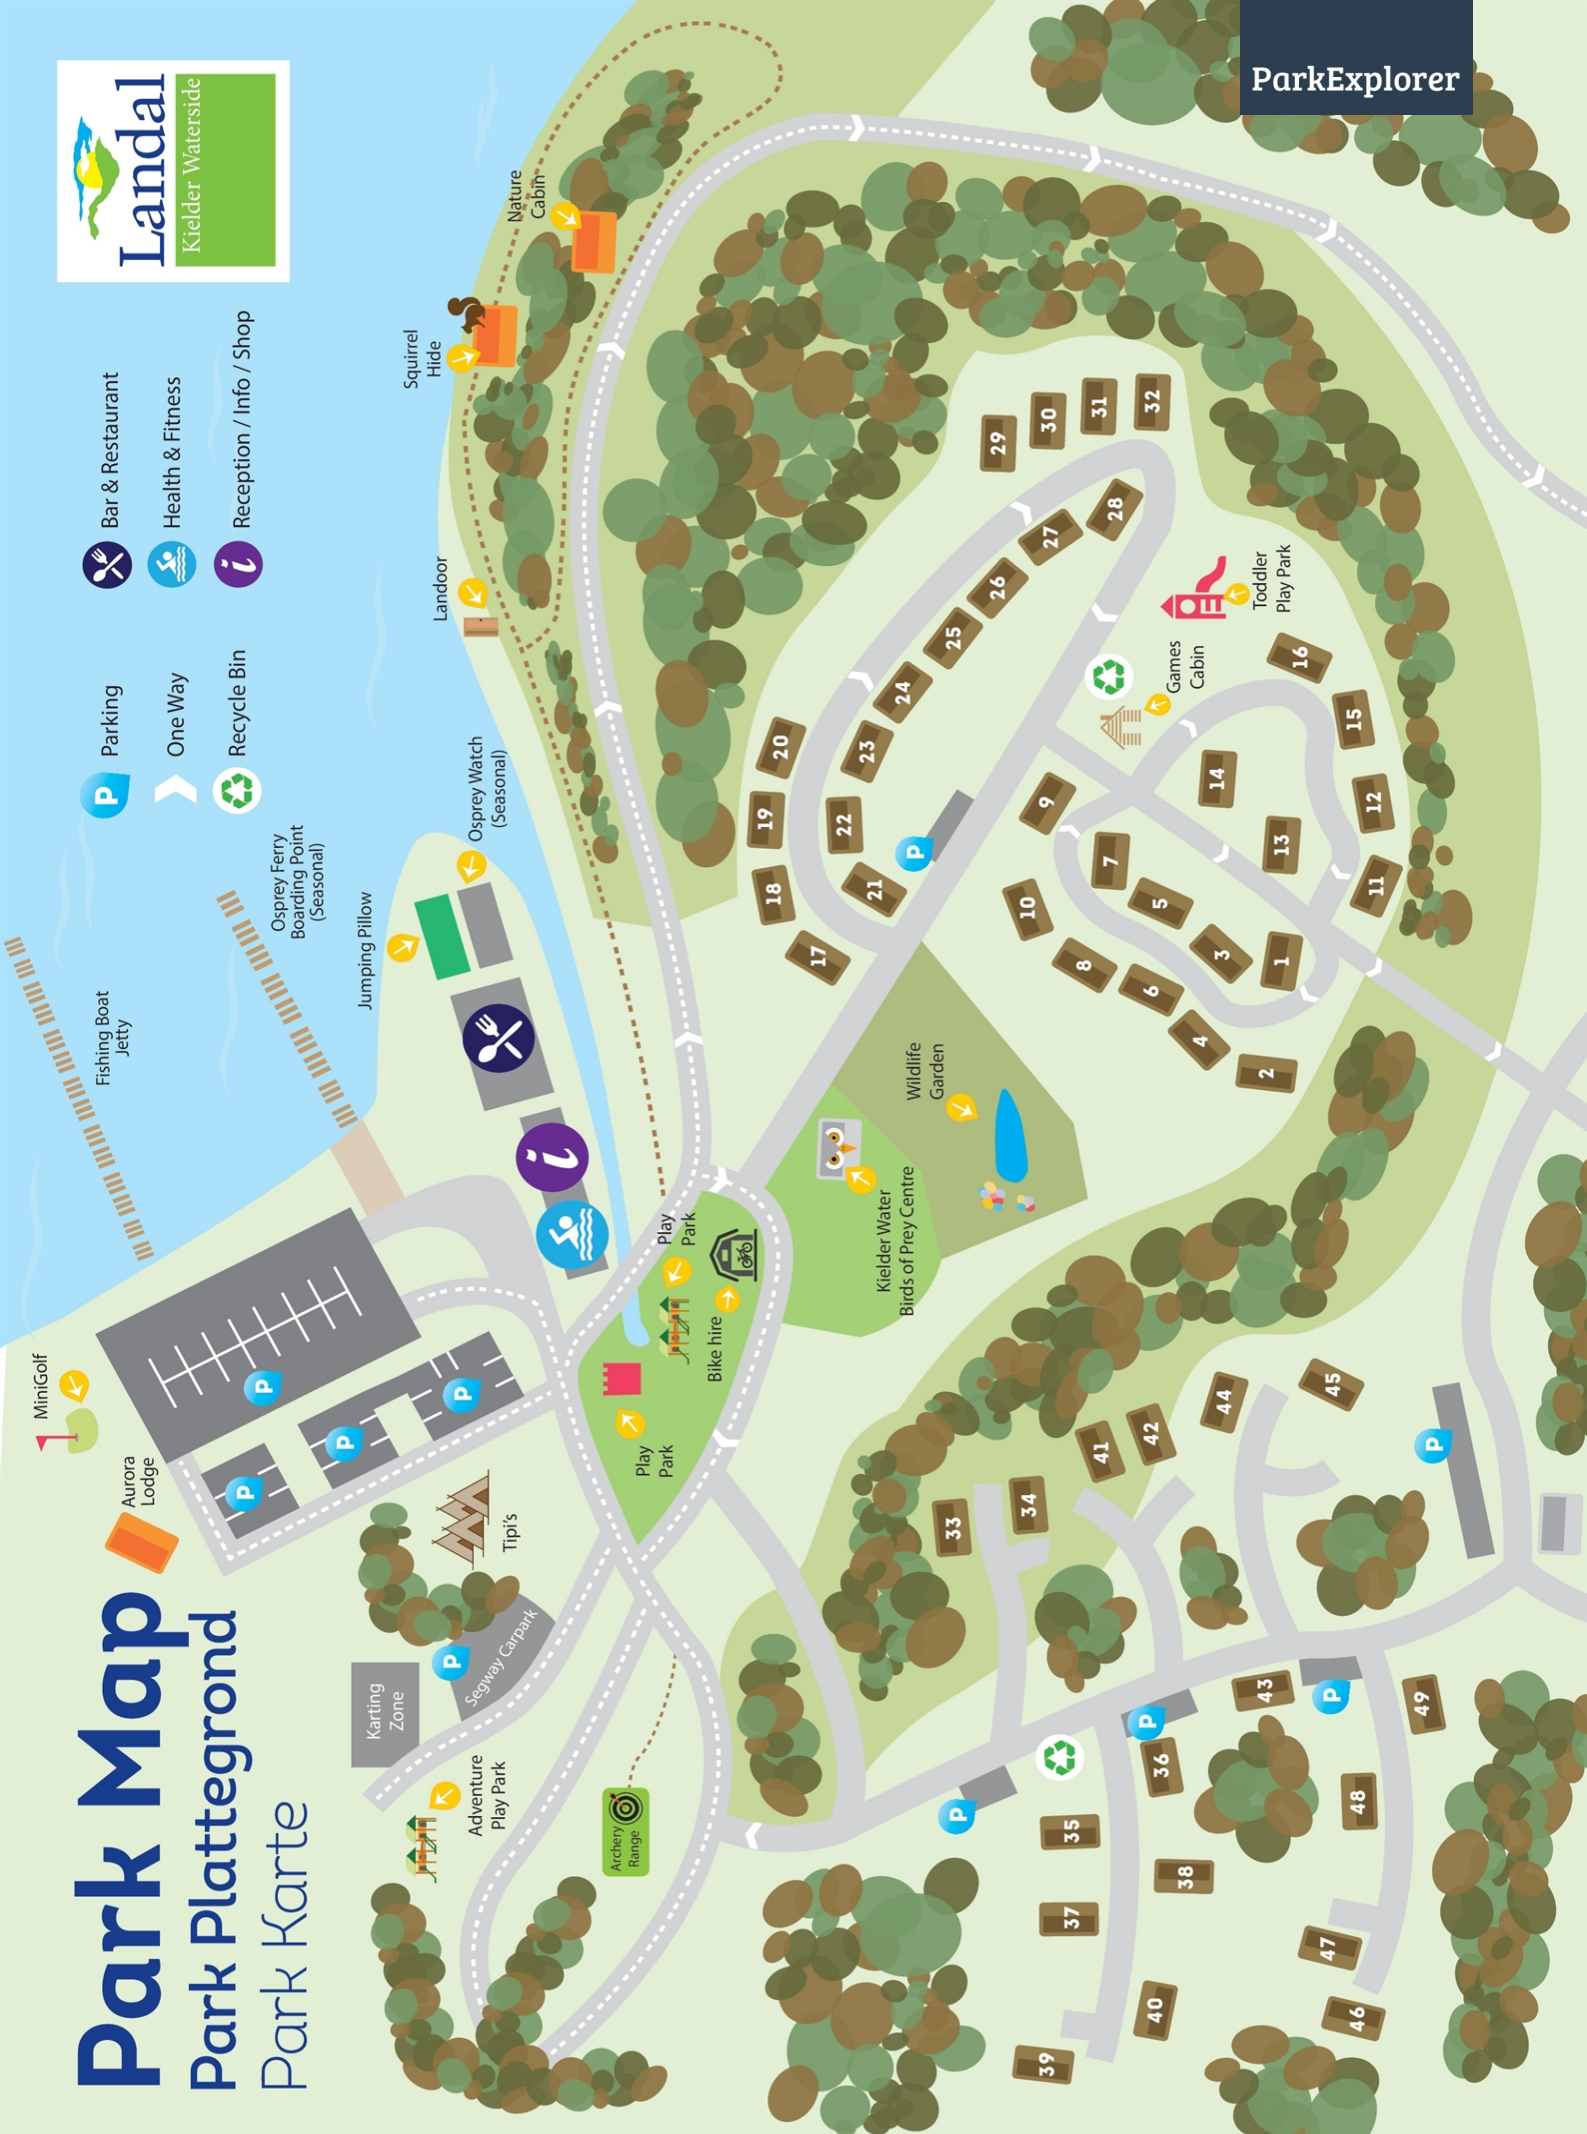 Park Map
Park Plattegrond
Park Karte
P
Parking
One Way
Recycle Bin
Bar & Restaurant
Health & Fitness
i
Reception / Info / Shop
Landal
Kielder Waterside
ParkExplorer
MiniGolf
Aurora
Lodge
Fishing Boat
Jetty
Osprey Ferry
Boarding Point
(Seasonal)
Jumping Pillow
Osprey Watch
(Seasonal)
Landoor
Squirrel
Hide
Nature
Cabin
P
P
P
P
i
Tipi's
Karting
Zone
P
Segway Carpark
Adventure
Play Park
Archery
Range
Play
Park
Play
Park
Bike hire
Kielder Water
Birds of Prey Centre
Wildlife
Garden
Games
Cabin
Toddler
Play Park
P
P
P
P
P
1
2
3
4
5
6
7
8
9
10
11
12
13
14
15
16
17
18
19
20
21
22
23
24
25
26
27
28
29
30
31
32
33
34
35
36
37
38
39
40
41
42
43
44
45
46
47
48
49